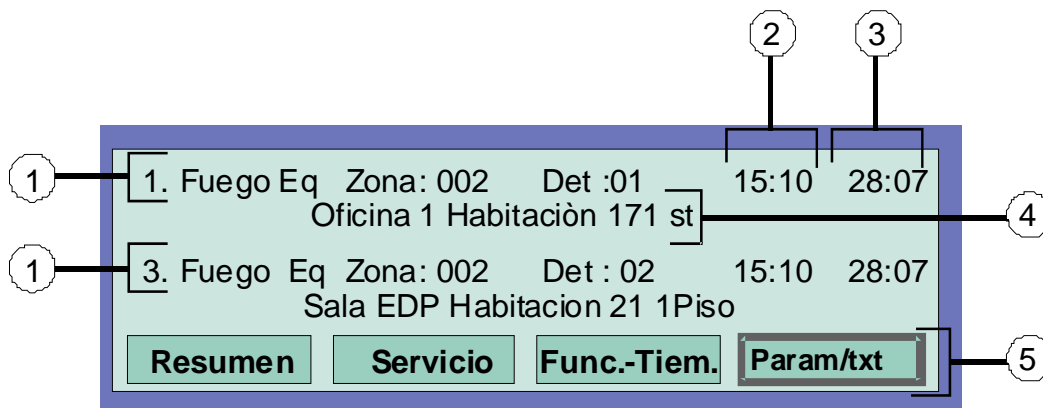 2 3
1 1. Fuego Eq Zona: 002 Det :01 15:10 28:07
Oficina 1 Habitaciòn 171 st 4
1 3. Fuego Eq Zona: 002 Det : 02 15:10 28:07
Sala EDP Habitacion 21 1Piso
Resumen Servicio Func.-Tiem. Param/txt 5